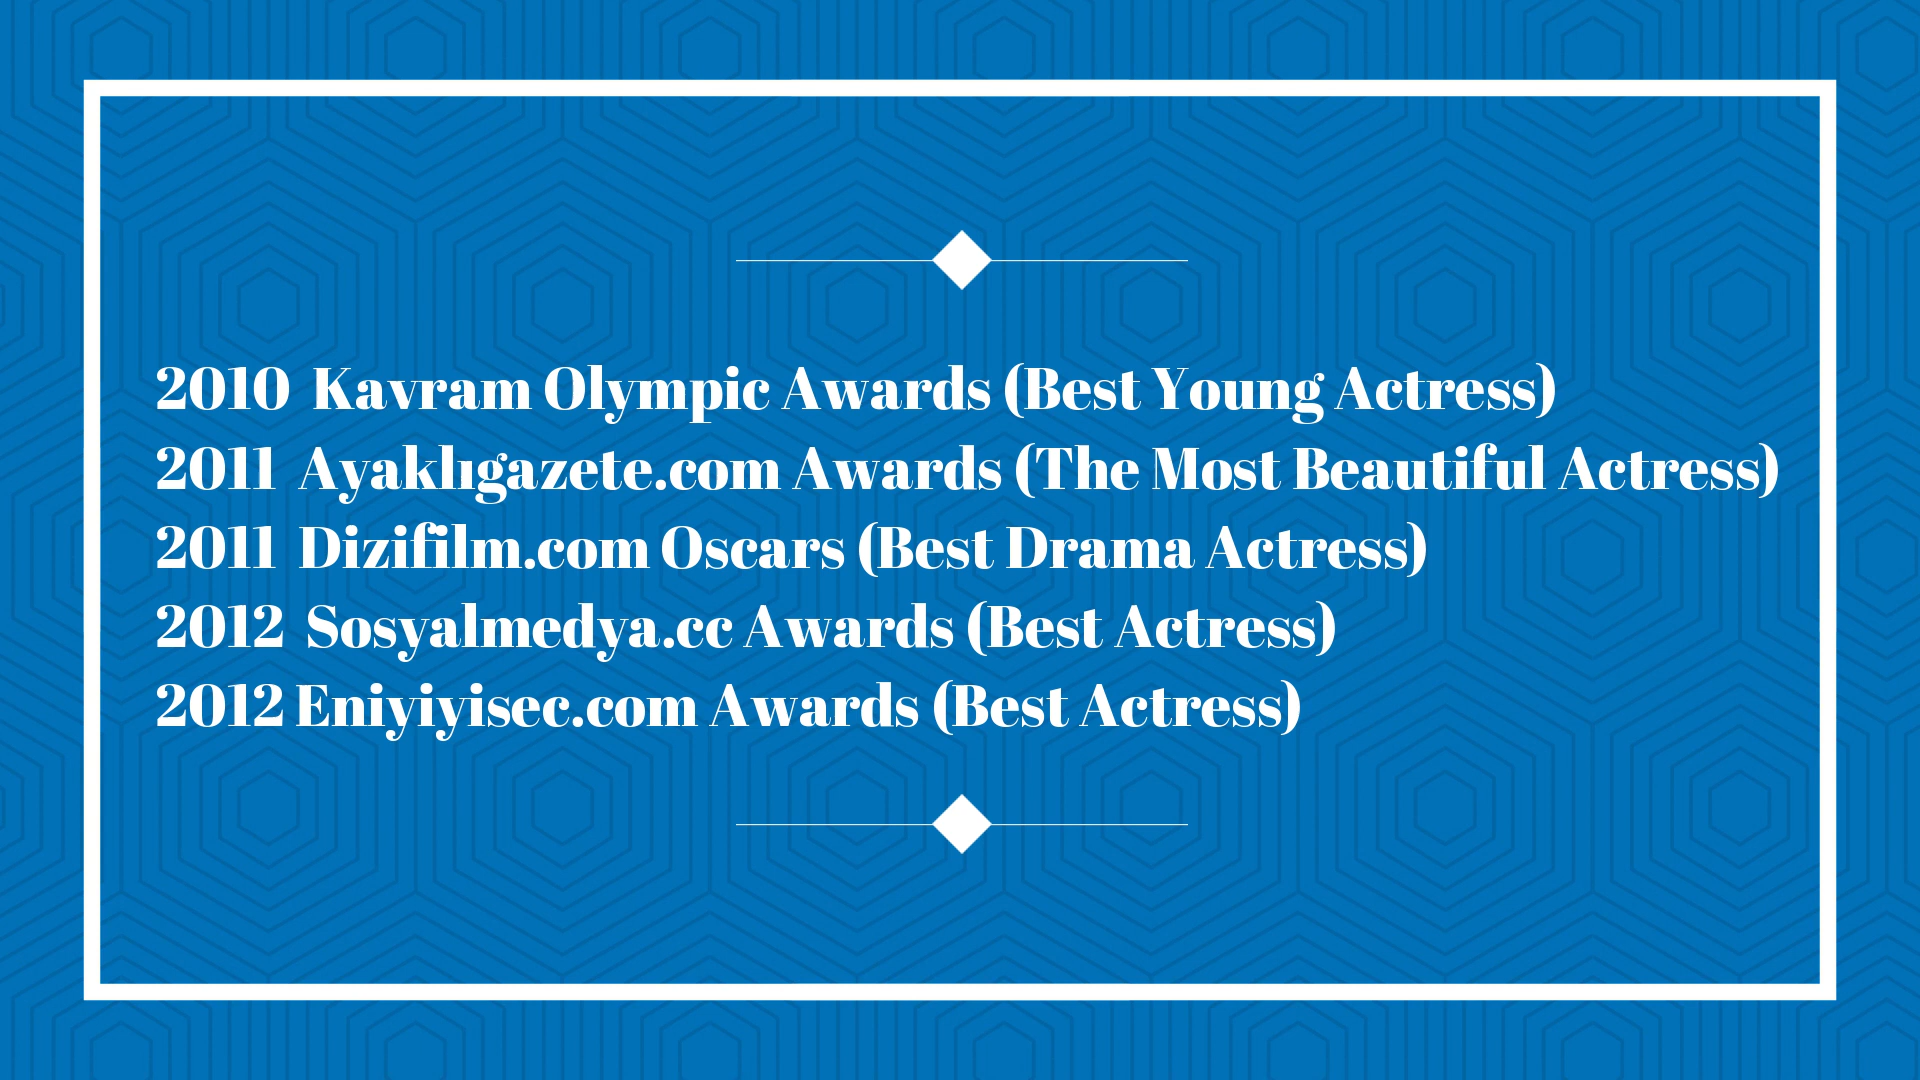 2010 Kavram Olympic Awards (Best Young Actress)
2011 Ayaklıgazete.com Awards (The Most Beautiful Actress)
2011 Dizifilm.com Oscars (Best Drama Actress)
2012 Sosyalmedya.cc Awards (Best Actress)
2012 Eniyiyisec.com Awards (Best Actress)